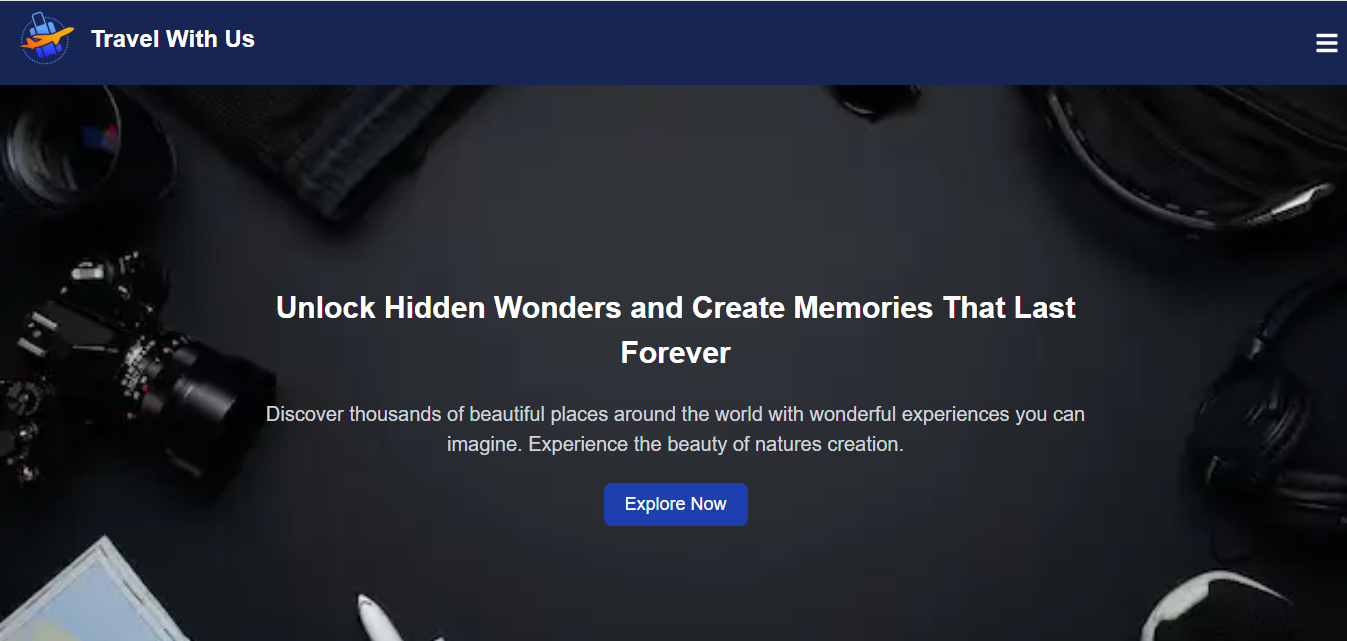 Travel With Us
Unlock Hidden Wonders and Create Memories That Last
Forever
Discover thousands of beautiful places around the world with wonderful experiences you can
imagine. Experience the beauty of natures creation.
Explore Now